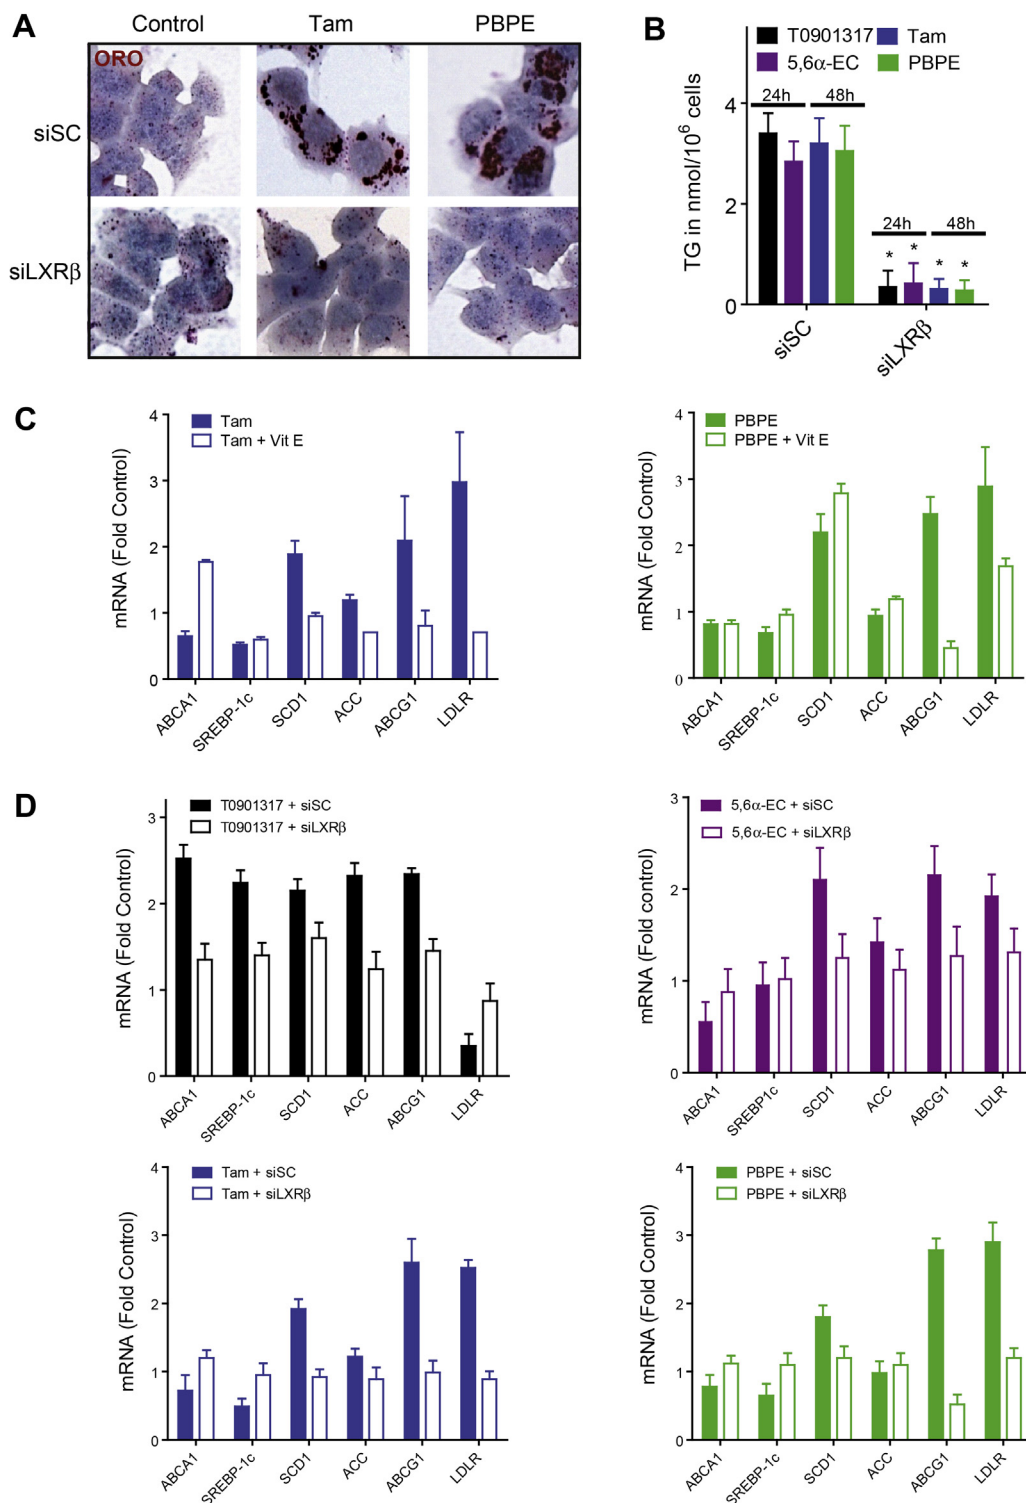 A
Control Tam PBPE
ORO
siSC
siLXRβ
B
T0901317 Tam
5,6α-EC PBPE
TG in nmol/10⁶ cells
4
2
0
24h 48h
24h 48h
* * * *
siSC siLXRβ
C
Tam
Tam + Vit E
mRNA (Fold Control)
4
3
2
1
0
ABCA1 SREBP-1c SCD1 ACC ABCG1 LDLR
PBPE
PBPE + Vit E
mRNA (Fold Control)
4
3
2
1
0
ABCA1 SREBP-1c SCD1 ACC ABCG1 LDLR
D
T0901317 + siSC
T0901317 + siLXRβ
mRNA (Fold Control)
3
2
1
0
ABCA1 SREBP-1c SCD1 ACC ABCG1 LDLR
5,6α-EC + siSC
5,6α-EC + siLXRβ
mRNA (Fold control)
3
2
1
0
ABCA1 SREBP1c SCD1 ACC ABCG1 LDLR
Tam + siSC
Tam + siLXRβ
mRNA (Fold Control)
4
3
2
1
0
ABCA1 SREBP-1c SCD1 ACC ABCG1 LDLR
PBPE + siSC
PBPE + siLXRβ
mRNA (Fold Control)
4
3
2
1
0
ABCA1 SREBP-1c SCD1 ACC ABCG1 LDLR